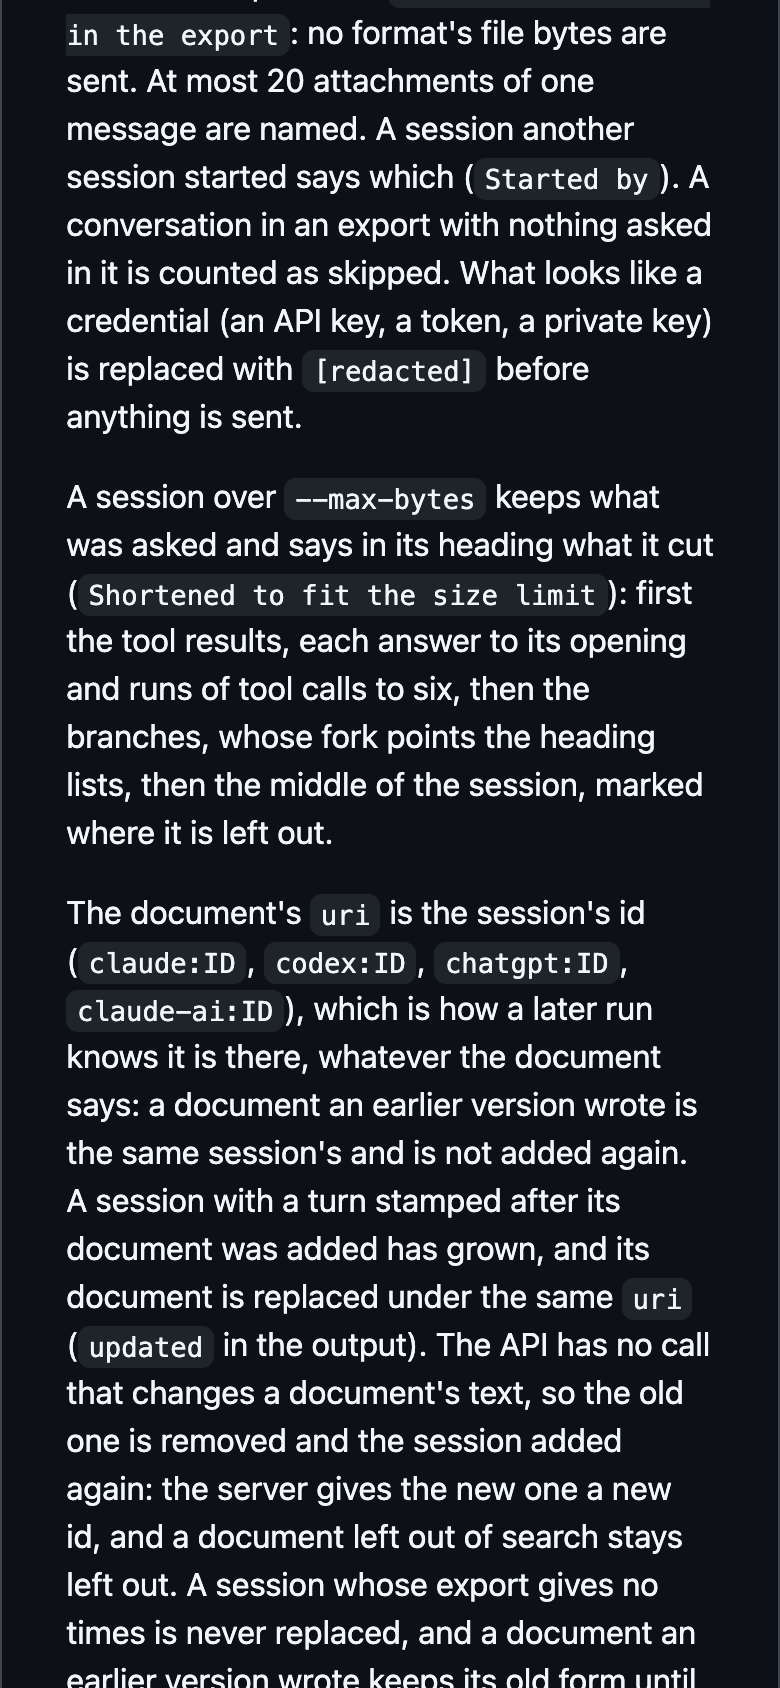 in the export: no format's file bytes are
sent. At most 20 attachments of one
message are named. A session another
session started says which (Started by). A
conversation in an export with nothing asked
in it is counted as skipped. What looks like a
credential (an API key, a token, a private key)
is replaced with [redacted] before
anything is sent.
A session over --max-bytes keeps what
was asked and says in its heading what it cut
(Shortened to fit the size limit): first
the tool results, each answer to its opening
and runs of tool calls to six, then the
branches, whose fork points the heading
lists, then the middle of the session, marked
where it is left out.
The document's uri is the session's id
(claude:ID, codex:ID, chatgpt:ID,
claude-ai:ID), which is how a later run
knows it is there, whatever the document
says: a document an earlier version wrote is
the same session's and is not added again.
A session with a turn stamped after its
document was added has grown, and its
document is replaced under the same uri
(updated in the output). The API has no call
that changes a document's text, so the old
one is removed and the session added
again: the server gives the new one a new
id, and a document left out of search stays
left out. A session whose export gives no
times is never replaced, and a document an
earlier version wrote keeps its old form until